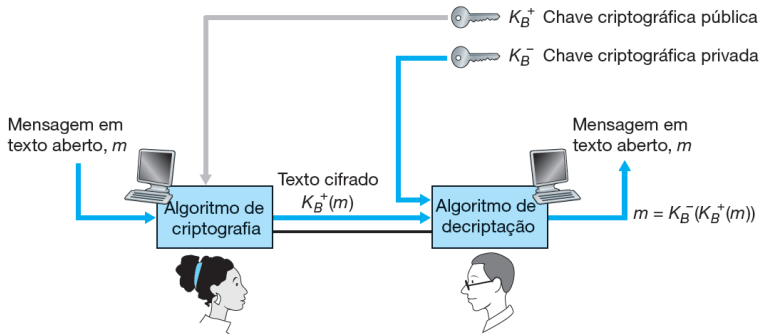 K_B^+ Chave criptográfica pública
K_B^- Chave criptográfica privada
Mensagem em
texto aberto, m
Algoritmo de
criptografia
Texto cifrado
K_B^+(m)
Algoritmo de
decriptação
Mensagem em
texto aberto, m
m = K_B^-(K_B^+(m))